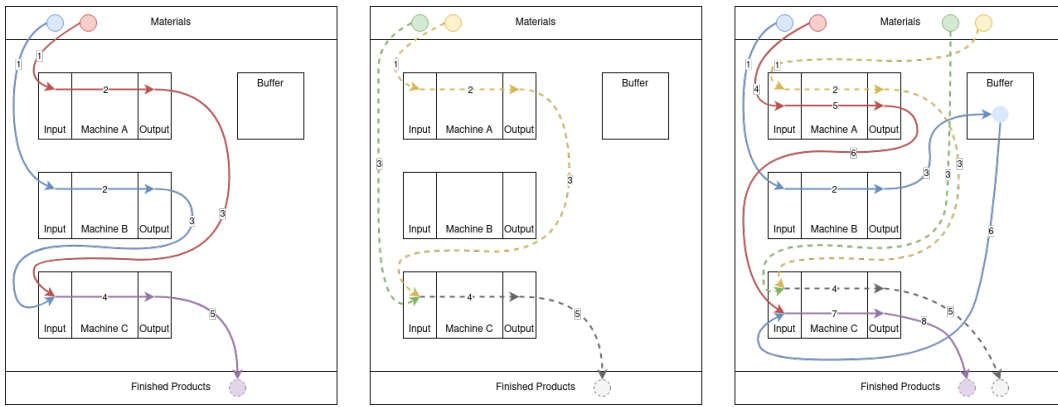 Materials
1
1
2
Input
Machine A
Output
Buffer
2
3
3
Input
Machine B
Output
4
Input
Machine C
Output
5
Finished Products
Materials
1
2
Input
Machine A
Output
Buffer
3
3
Input
Machine B
Output
4
Input
Machine C
Output
5
Finished Products
Materials
1
1
4
2
5
Input
Machine A
Output
Buffer
6
3
3
3
2
Input
Machine B
Output
6
4
7
Input
Machine C
Output
5
8
Finished Products